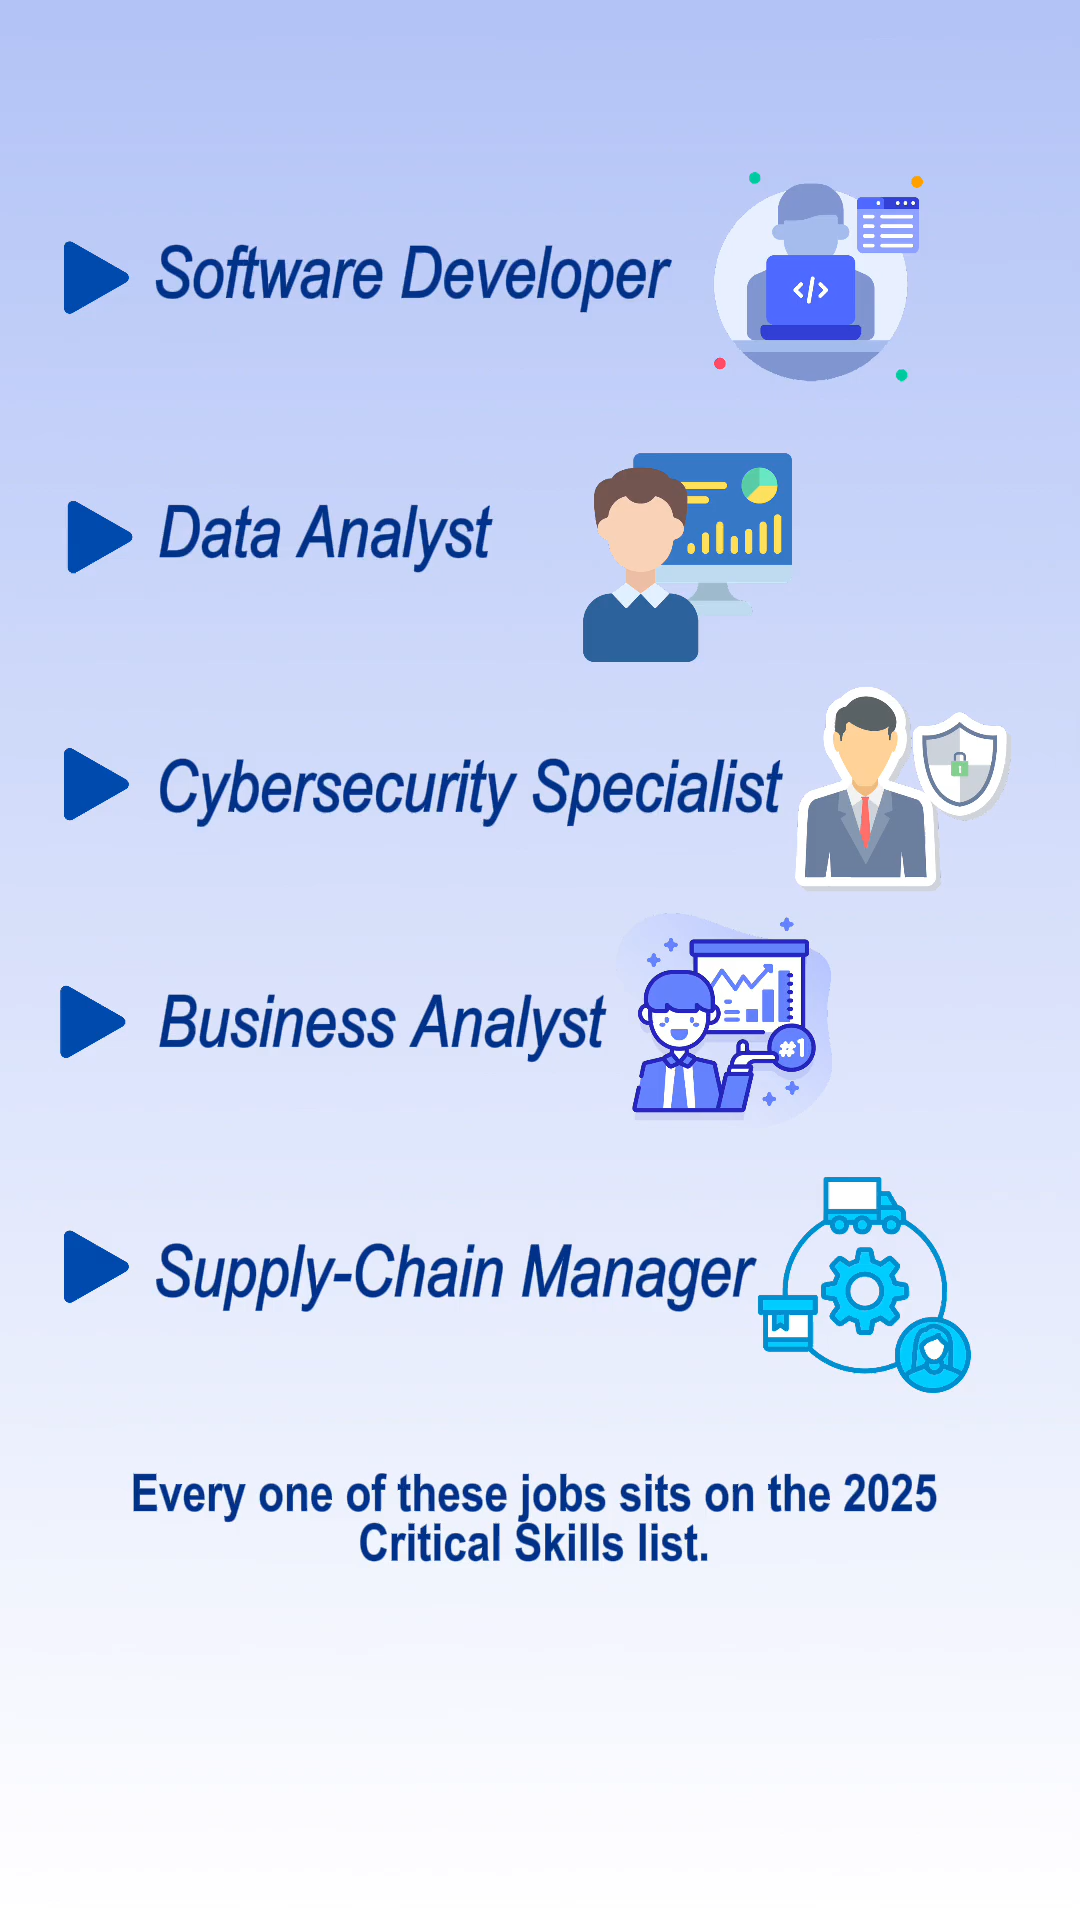 Software Developer
</>
Data Analyst
Cybersecurity Specialist
Business Analyst
#1
Supply-Chain Manager
Every one of these jobs sits on the 2025
Critical Skills list.